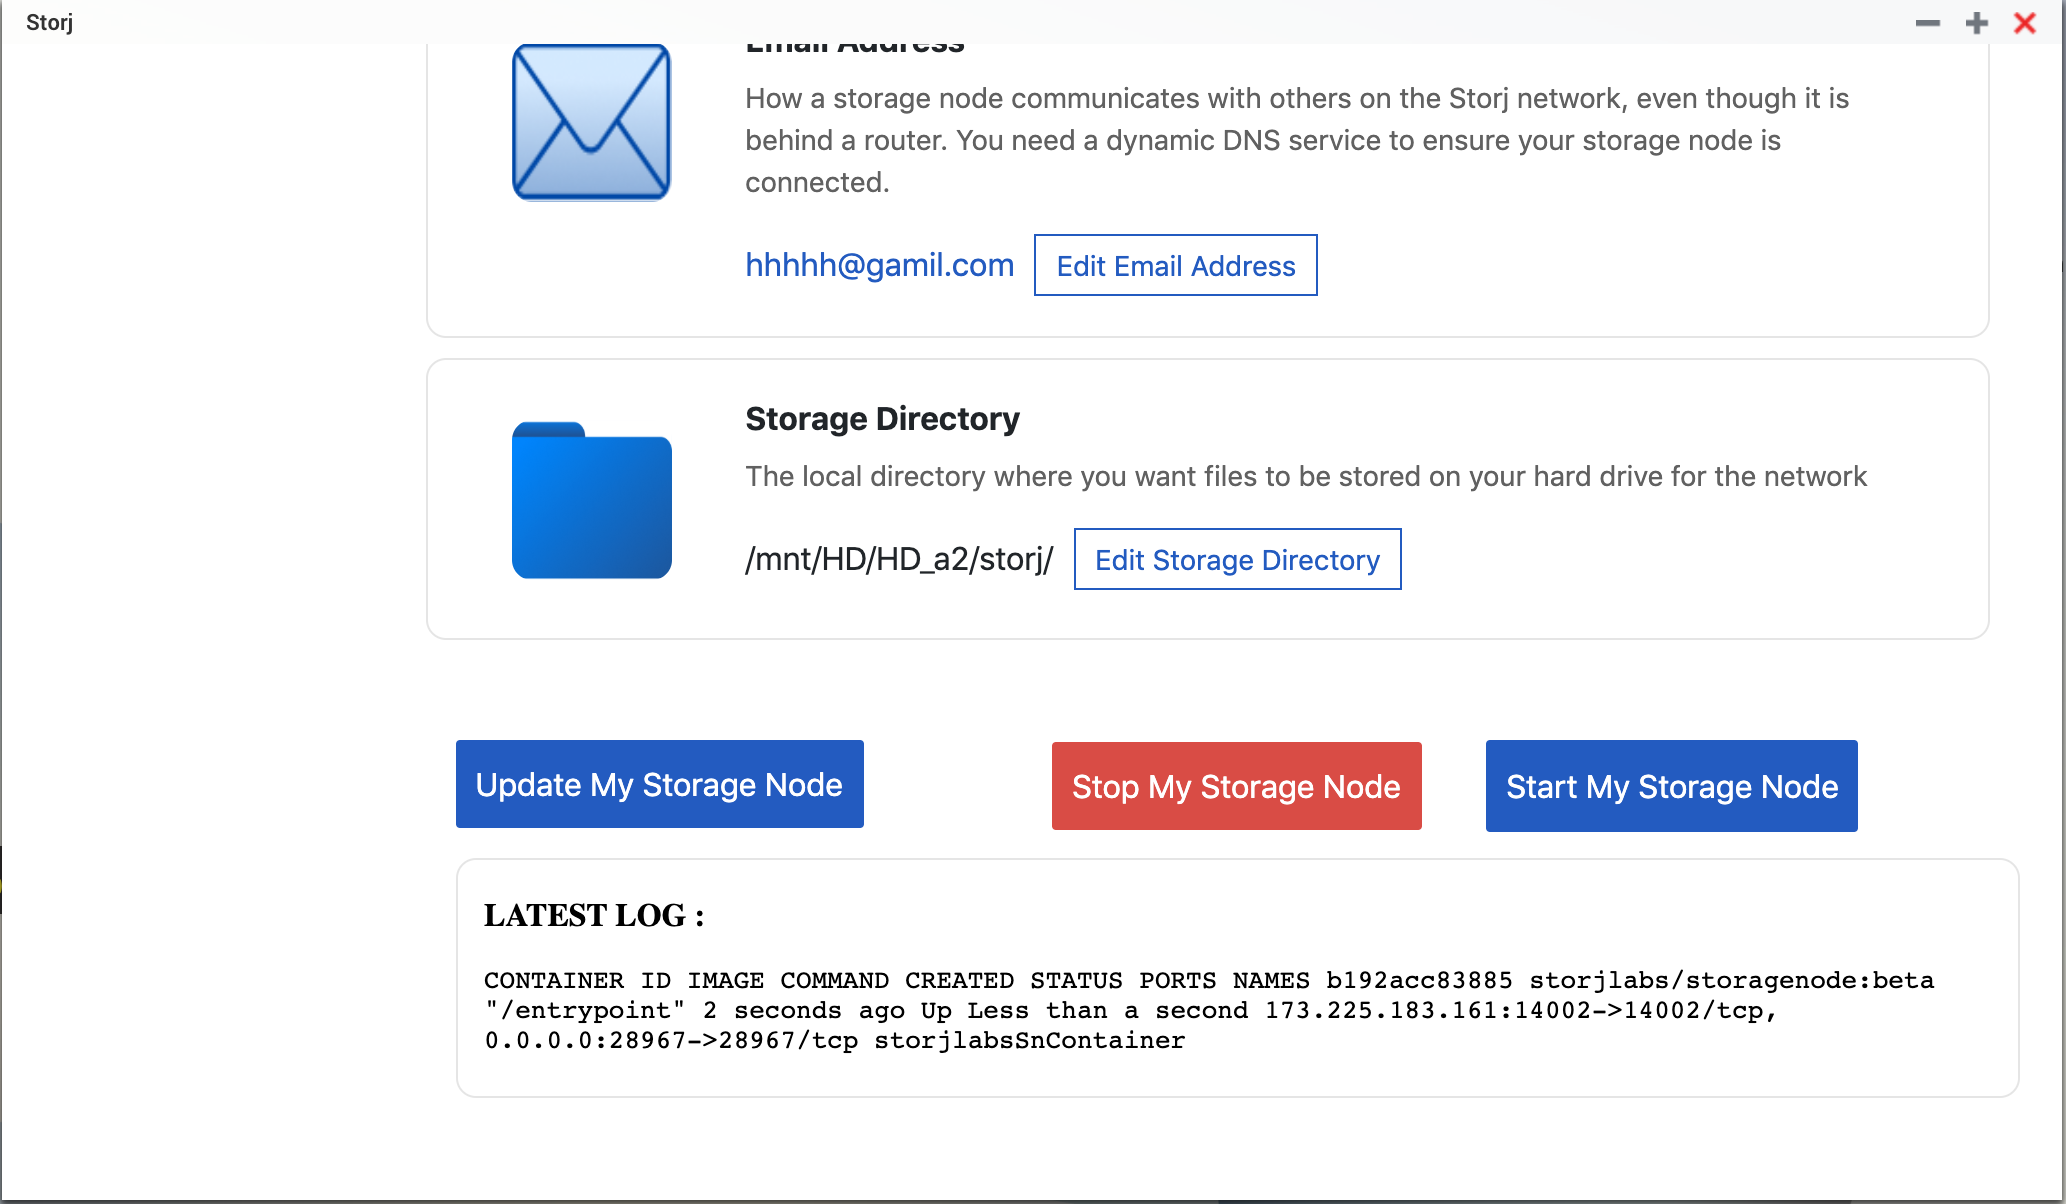 Storj
Email Address
How a storage node communicates with others on the Storj network, even though it is
behind a router. You need a dynamic DNS service to ensure your storage node is
connected.
hhhhh@gamil.com Edit Email Address
Storage Directory
The local directory where you want files to be stored on your hard drive for the network
/mnt/HD/HD_a2/storj/ Edit Storage Directory
Update My Storage Node Stop My Storage Node Start My Storage Node
LATEST LOG :
CONTAINER ID IMAGE COMMAND CREATED STATUS PORTS NAMES b192acc83885 storjlabs/storagenode:beta
"/entrypoint" 2 seconds ago Up Less than a second 173.225.183.161:14002->14002/tcp,
0.0.0.0:28967->28967/tcp storjlabsSnContainer